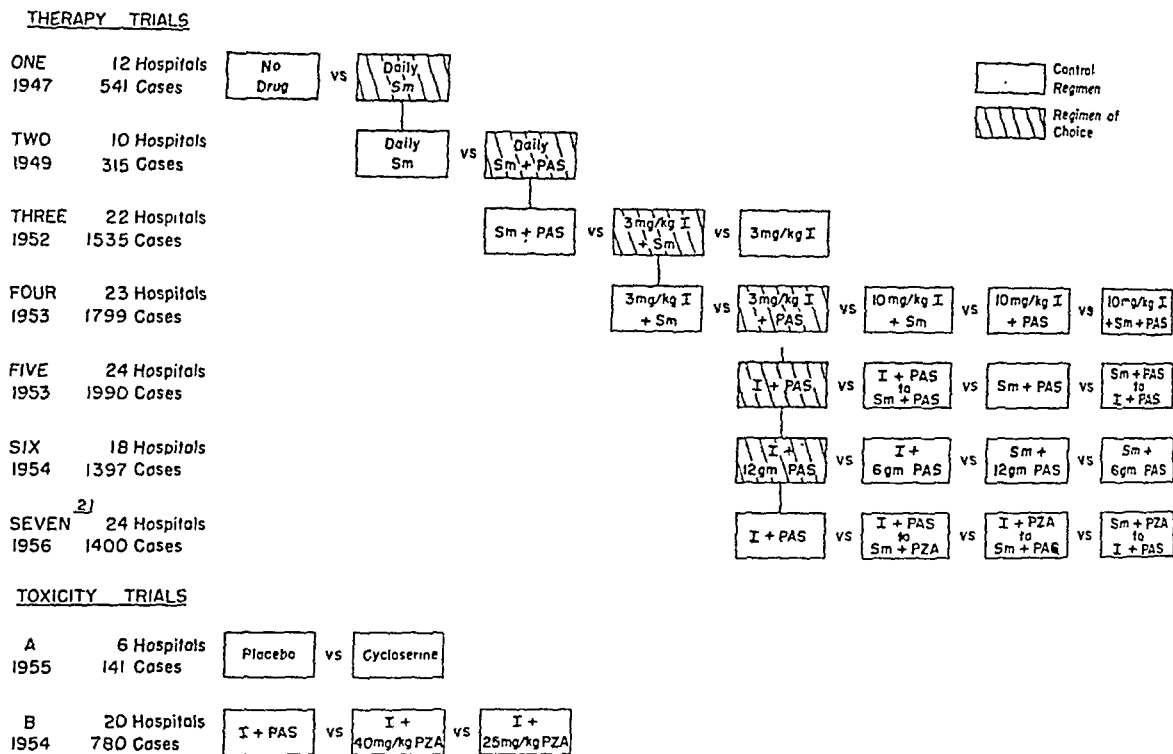 THERAPY TRIALS
ONE 12 Hospitals
1947 541 Cases
No
Drug
vs
Daily
Sm
Control
Regimen
Regimen of
Choice
TWO 10 Hospitals
1949 315 Cases
Daily
Sm
vs
Daily
Sm + PAS
THREE 22 Hospitals
1952 1535 Cases
Sm + PAS
vs
3mg/kg I
+ Sm
vs
3mg/kg I
FOUR 23 Hospitals
1953 1799 Cases
3mg/kg I
+ Sm
vs
3mg/kg I
+ PAS
vs
10mg/kg I
+ Sm
vs
10mg/kg I
+ PAS
vs
10mg/kg I
+Sm+PAS
FIVE 24 Hospitals
1953 1990 Cases
I + PAS
vs
I + PAS
to
Sm + PAS
vs
Sm + PAS
vs
Sm + PAS
to
I + PAS
SIX 18 Hospitals
1954 1397 Cases
I +
12gm PAS
vs
I +
6gm PAS
vs
Sm +
12gm PAS
vs
Sm +
6gm PAS
SEVEN 2/ 24 Hospitals
1956 1400 Cases
I + PAS
vs
I + PAS
to
Sm + PZA
vs
I + PZA
to
Sm + PAS
vs
Sm + PZA
to
I + PAS
TOXICITY TRIALS
A 6 Hospitals
1955 141 Cases
Placebo
vs
Cycloserine
B 20 Hospitals
1954 780 Cases
I + PAS
vs
I +
40mg/kg PZA
vs
I +
25mg/kg PZA